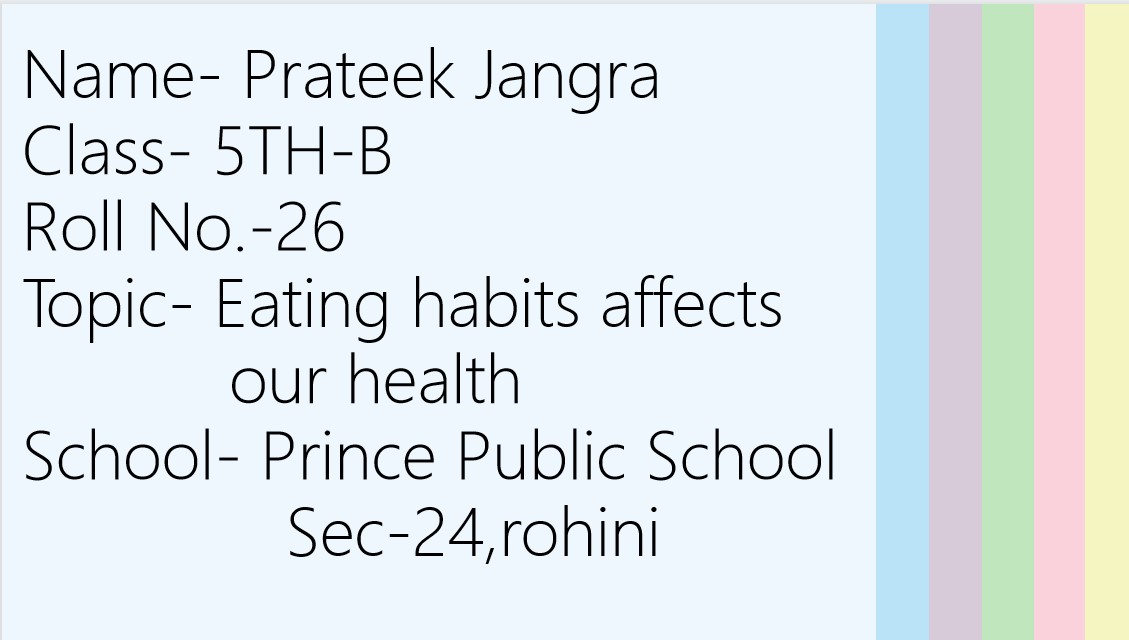 Name- Prateek Jangra
Class- 5TH-B
Roll No.-26
Topic- Eating habits affects
our health
School- Prince Public School
Sec-24,rohini